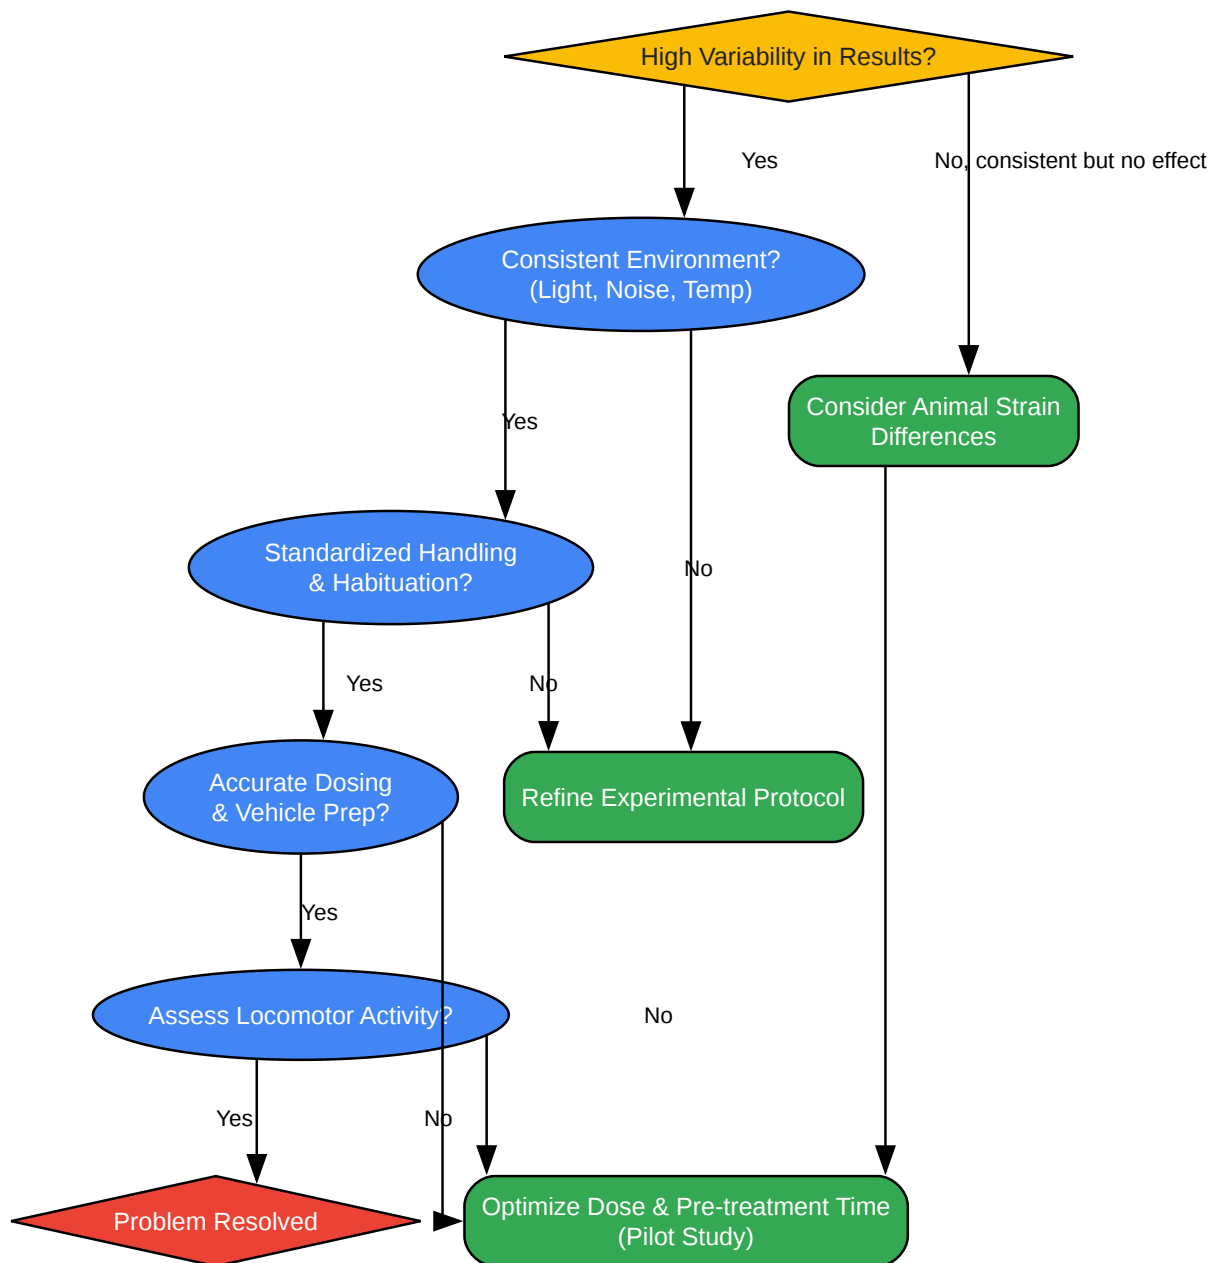 High Variability in Results?
Yes
No, consistent but no effect
Consistent Environment?
(Light, Noise, Temp)
Consider Animal Strain
Differences
Yes
Standardized Handling
& Habituation?
No
Yes
No
Accurate Dosing
& Vehicle Prep?
Refine Experimental Protocol
Yes
Assess Locomotor Activity?
No
Yes
No
Problem Resolved
Optimize Dose & Pre-treatment Time
(Pilot Study)